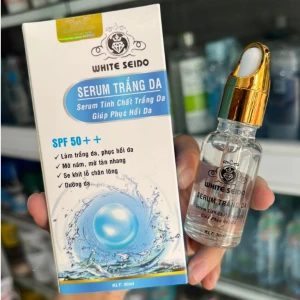 WHITE SEIDO
SERUM TRẮNG DA
Serum Tinh Chất Trắng Da
Giúp Phục Hồi Da
SPF 50++
Làm trắng da, phục hồi da
Mờ nám, mờ tàn nhang
Se khít lỗ chân lông
Dưỡng da
WHITE SEIDO
SERUM TRẮNG DA